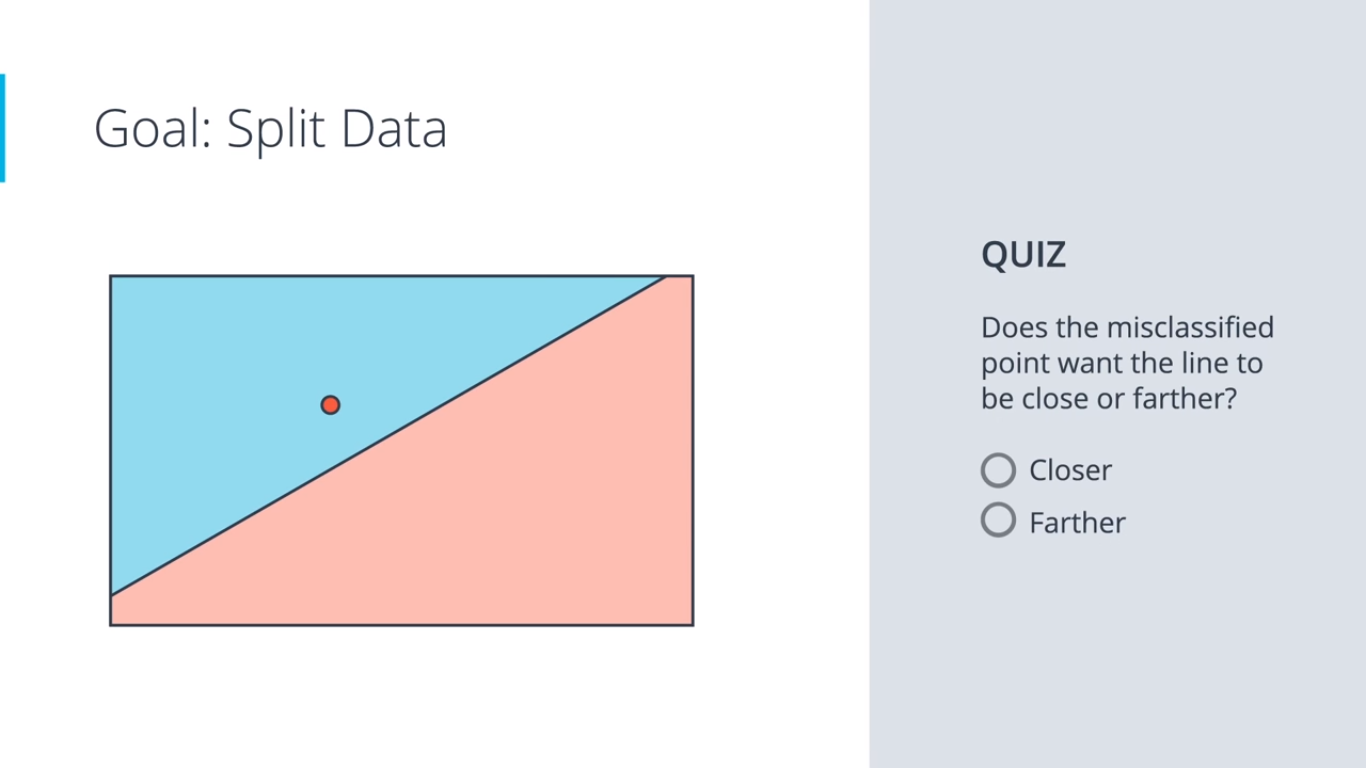 Goal: Split Data
QUIZ
Does the misclassified
point want the line to
be close or farther?
Closer
Farther